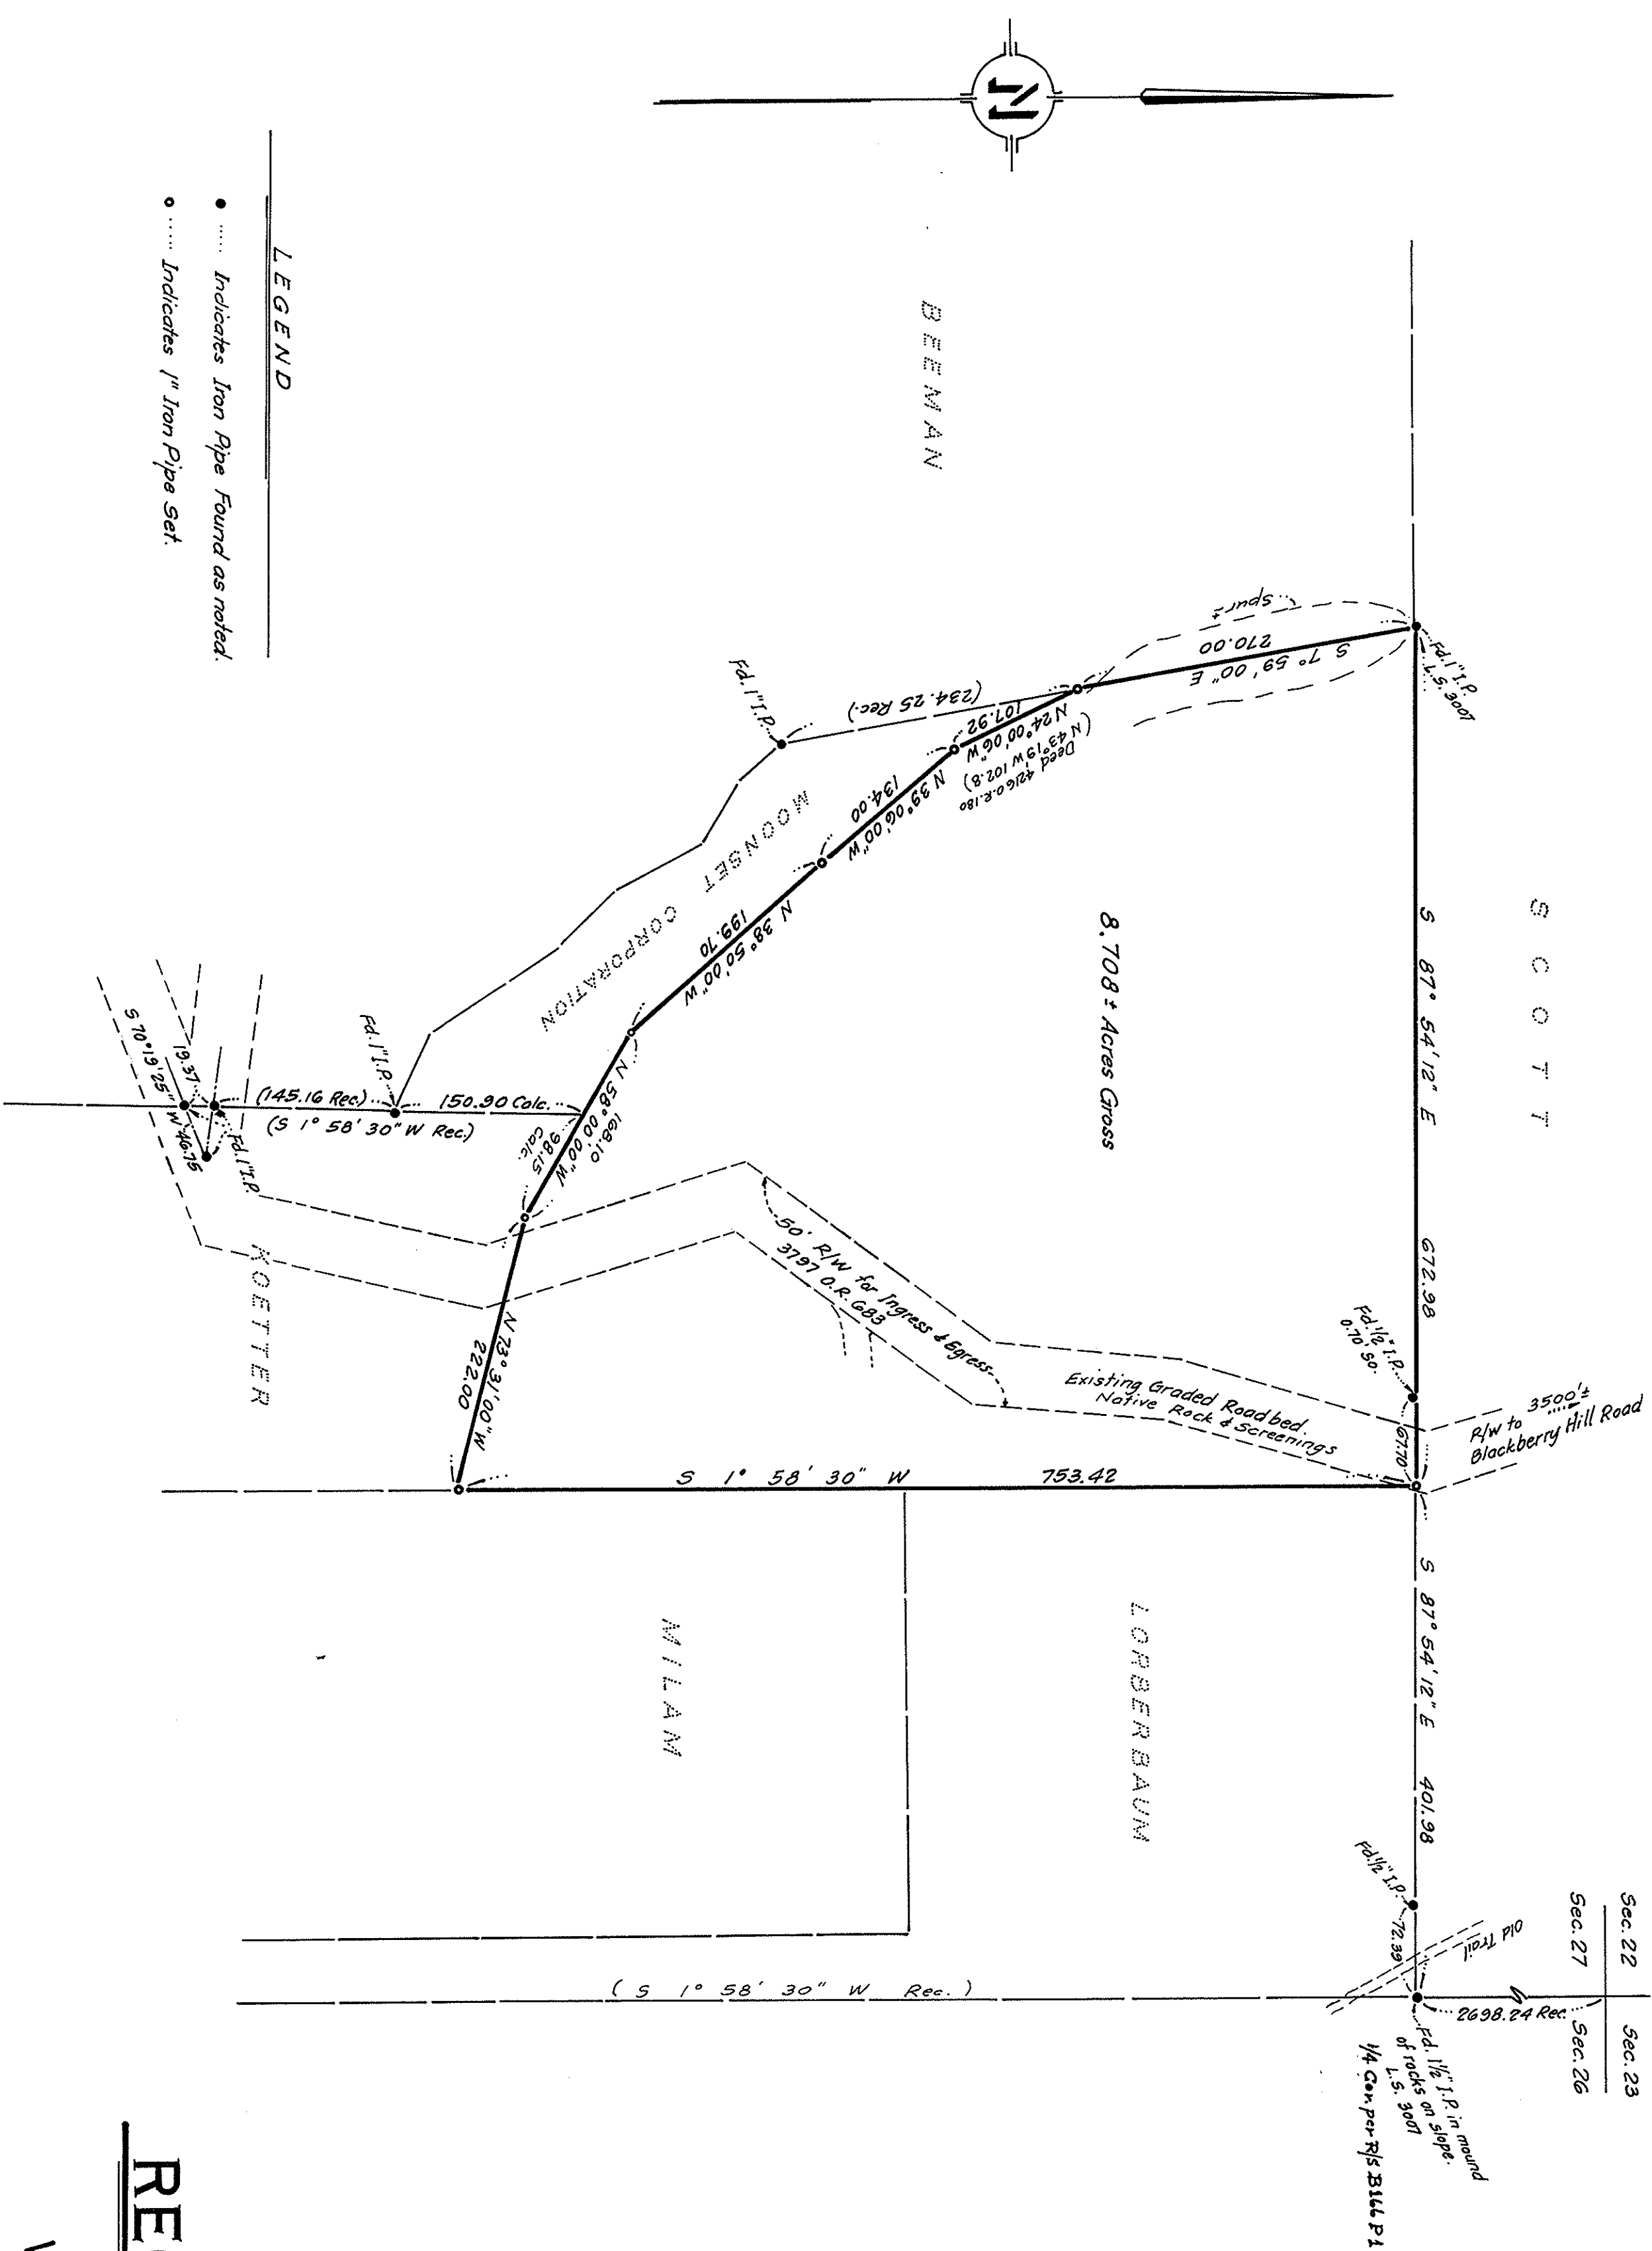 N
BEEMAN
SCOTT
MOONSET CORPORATION
KOETTER
MILAM
LORBERBAUM
LEGEND
..... Indicates Iron Pipe Found as noted.
..... Indicates 1" Iron Pipe Set.
Fd. 1" I.P.
L.S. 3007
Spur ±
S 7° 59' 00" E
270.00
(234.25 Rec.)
Fd. 1" I.P.
N 24° 00' 06" W
107.92
(N 43° 19' W 102.8)
Deed 4216 O.R. 180
N 39° 06' 00" W
134.00
N 38° 50' 00" W
199.70
N 58° 00' 00" W
168.10
98.15
Calc.
N 73° 31' 00" W
222.00
8.708 ± Acres Gross
S 87° 54' 12" E 672.98
Fd. 1/2" I.P.
0.70' So.
67.70
S 1° 58' 30" W 753.42
50' R/W for Ingress & Egress
3797 O.R. 683
Existing Graded Roadbed.
Native Rock & Screenings
R/W to 3500'±
Blackberry Hill Road
Fd. 1" I.P.
150.90 Calc.
(145.16 Rec.)
(S 1° 58' 30" W Rec.)
19.37
S 70° 19' 25" W 46.75
Fd. 1" I.P.
S 87° 54' 12" E 401.98
Fd. 1/2" I.P.
72.39
Old Trail
Sec. 22
Sec. 23
Sec. 27
Sec. 26
2698.24 Rec.
Fd. 1 1/2" I.P. in mound
of rocks on slope.
L.S. 3007
1/4 Cor. per R/S B166 P1
(S 1° 58' 30" W Rec.)